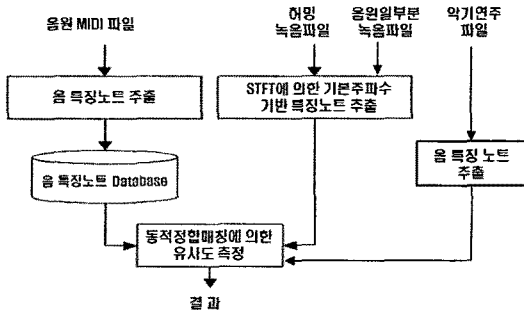 음원 MIDI 파일
허밍
녹음파일
음원일부분
녹음파일
악기연주
파일
음 특징노트 추출
STFT에 의한 기본주파수
기반 특징노트 추출
음 특징 노트
추출
음 특징노트 Database
동적정합매칭에 의한
유사도 측정
결 과